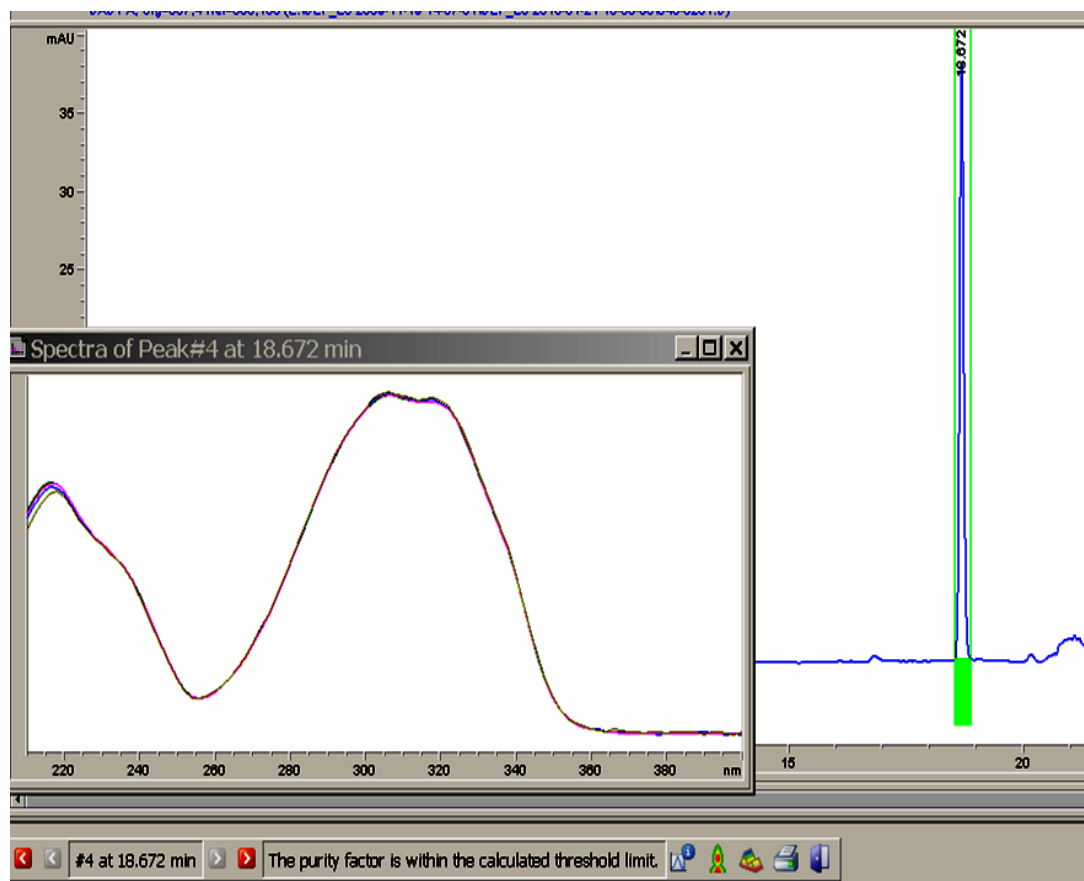 mAU
18.672
35
30
25
Spectra of Peak#4 at 18.672 min
220 240 260 280 300 320 340 360 380 nm
15 20
#4 at 18.672 min
The purity factor is within the calculated threshold limit.